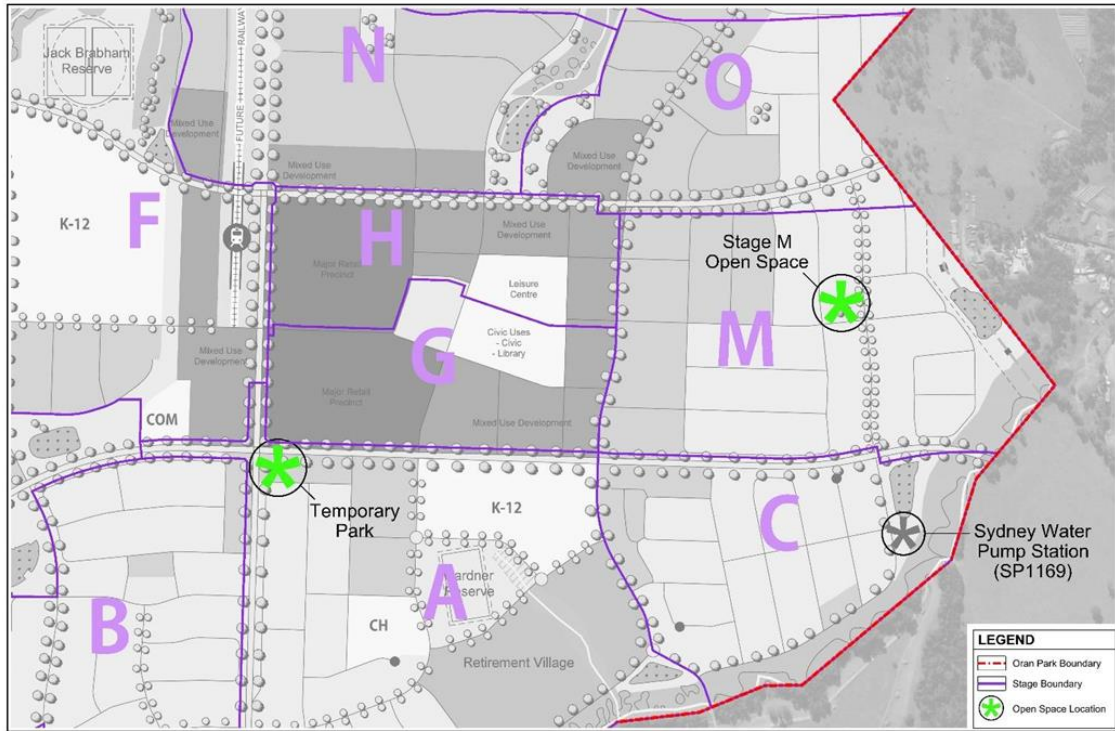 Jack Brabham
Reserve
N
O
FUTURE
RAILWAY
Mixed Use
Development
Mixed Use
Development
Mixed Use
Development
F
K-12
H
Mixed Use
Development
Major Retail
Precinct
Leisure
Centre
Stage M
Open Space
Civic Uses
- Civic
- Library
G
M
Mixed Use
Development
Major Retail
Precinct
Mixed Use Development
COM
Temporary
Park
K-12
C
Sydney Water
Pump Station
(SP1169)
B
A
Gardner
Reserve
CH
Retirement Village
LEGEND
Oran Park Boundary
Stage Boundary
Open Space Location